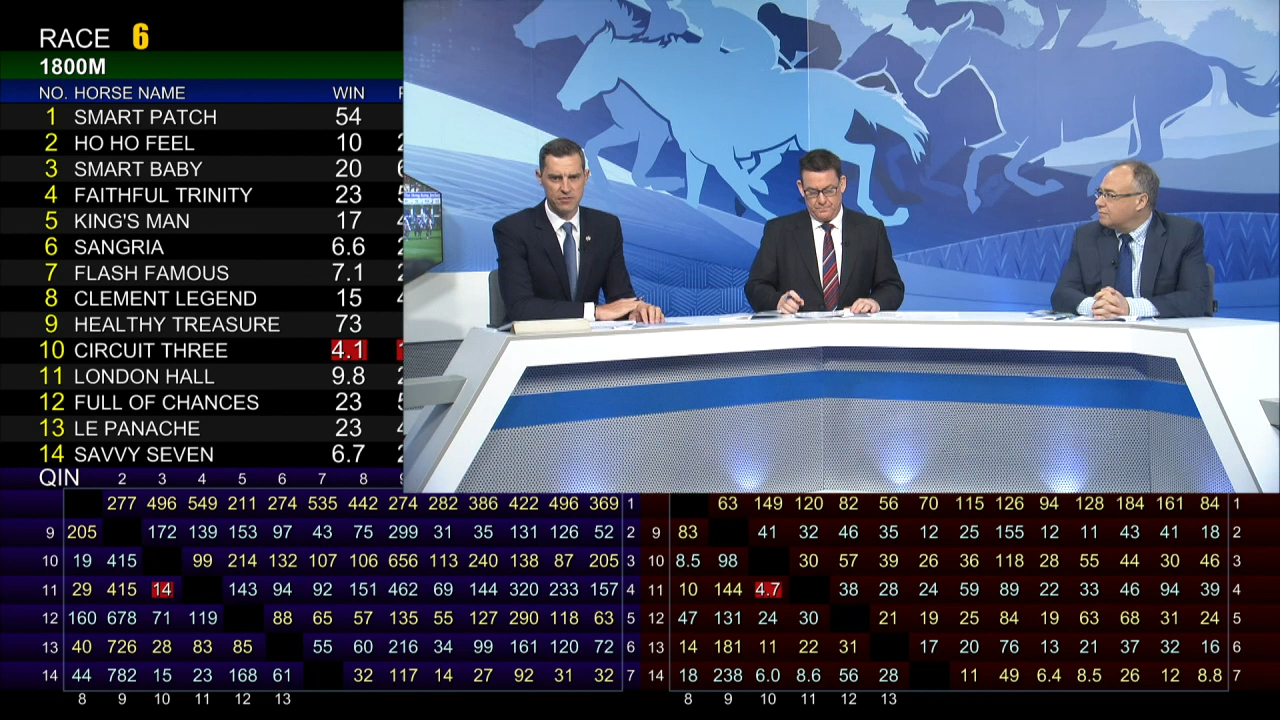 RACE 6
1800M
NO. HORSE NAME WIN
1 SMART PATCH 54
2 HO HO FEEL 10
3 SMART BABY 20
4 FAITHFUL TRINITY 23
5 KING'S MAN 17
6 SANGRIA 6.6
7 FLASH FAMOUS 7.1
8 CLEMENT LEGEND 15
9 HEALTHY TREASURE 73
10 CIRCUIT THREE 4.1
11 LONDON HALL 9.8
12 FULL OF CHANCES 23
13 LE PANACHE 23
14 SAVVY SEVEN 6.7
QIN 2 3 4 5 6 7 8
277 496 549 211 274 535 442 274 282 386 422 496 369 1 63 149 120 82 56 70 115 126 94 128 184 161 84 1
9 205 172 139 153 97 43 75 299 31 35 131 126 52 2 9 83 41 32 46 35 12 25 155 12 11 43 41 18 2
10 19 415 99 214 132 107 106 656 113 240 138 87 205 3 10 8.5 98 30 57 39 26 36 118 28 55 44 30 46 3
11 29 415 14 143 94 92 151 462 69 144 320 233 157 4 11 10 144 4.7 38 28 24 59 89 22 33 46 94 39 4
12 160 678 71 119 88 65 57 135 55 127 290 118 63 5 12 47 131 24 30 21 19 25 84 19 63 68 31 24 5
13 40 726 28 83 85 55 60 216 34 99 161 120 72 6 13 14 181 11 22 31 17 20 76 13 21 37 32 16 6
14 44 782 15 23 168 61 32 117 14 27 92 31 32 7 14 18 238 6.0 8.6 56 28 11 49 6.4 8.5 26 12 8.8 7
8 9 10 11 12 13 8 9 10 11 12 13